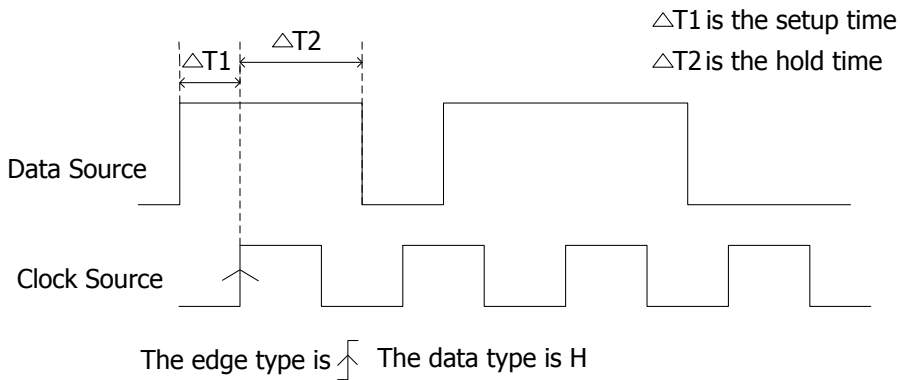 △T1 is the setup time
△T2 is the hold time
△T1
△T2
Data Source
Clock Source
The edge type is
The data type is H